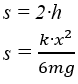 s = 2·h
s = k·x²/6mg